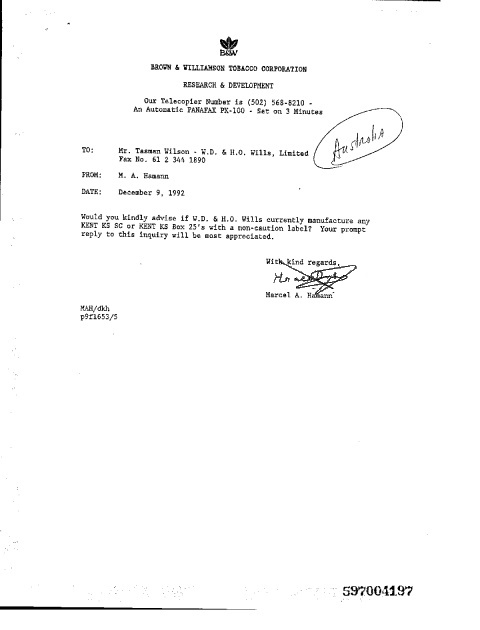 B&W
BROWN & WILLIAMSON TOBACCO CORPORATION
RESEARCH & DEVELOPMENT
Our Telecopier Number is (502) 568-8210 -
An Automatic PANAFAX PX-100 - Set on 3 Minutes
Australia
TO: Mr. Tasman Wilson - W.D. & H.O. Wills, Limited
Fax No. 61 2 344 1890
FROM: M. A. Hamann
DATE: December 9, 1992
Would you kindly advise if W.D. & H.O. Wills currently manufacture any
KENT KS SC or KENT KS Box 25's with a non-caution label? Your prompt
reply to this inquiry will be most appreciated.
With kind regards,
Marcel A. Hamann
MAH/dkh
p9f1653/5
597004197